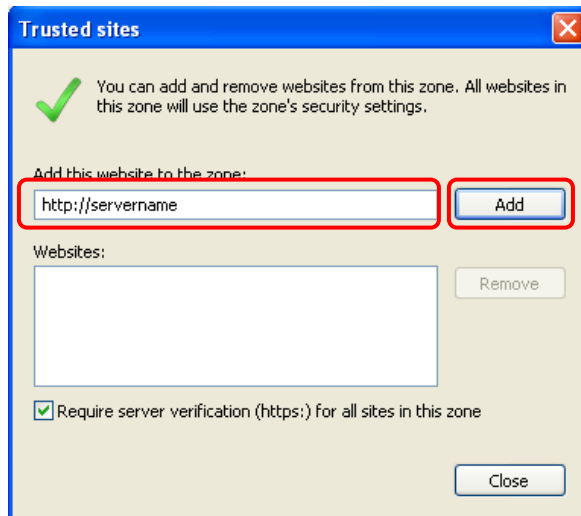 Trusted sites
You can add and remove websites from this zone. All websites in
this zone will use the zone's security settings.
Add this website to the zone:
http://servername
Add
Websites:
Remove
Require server verification (https:) for all sites in this zone
Close